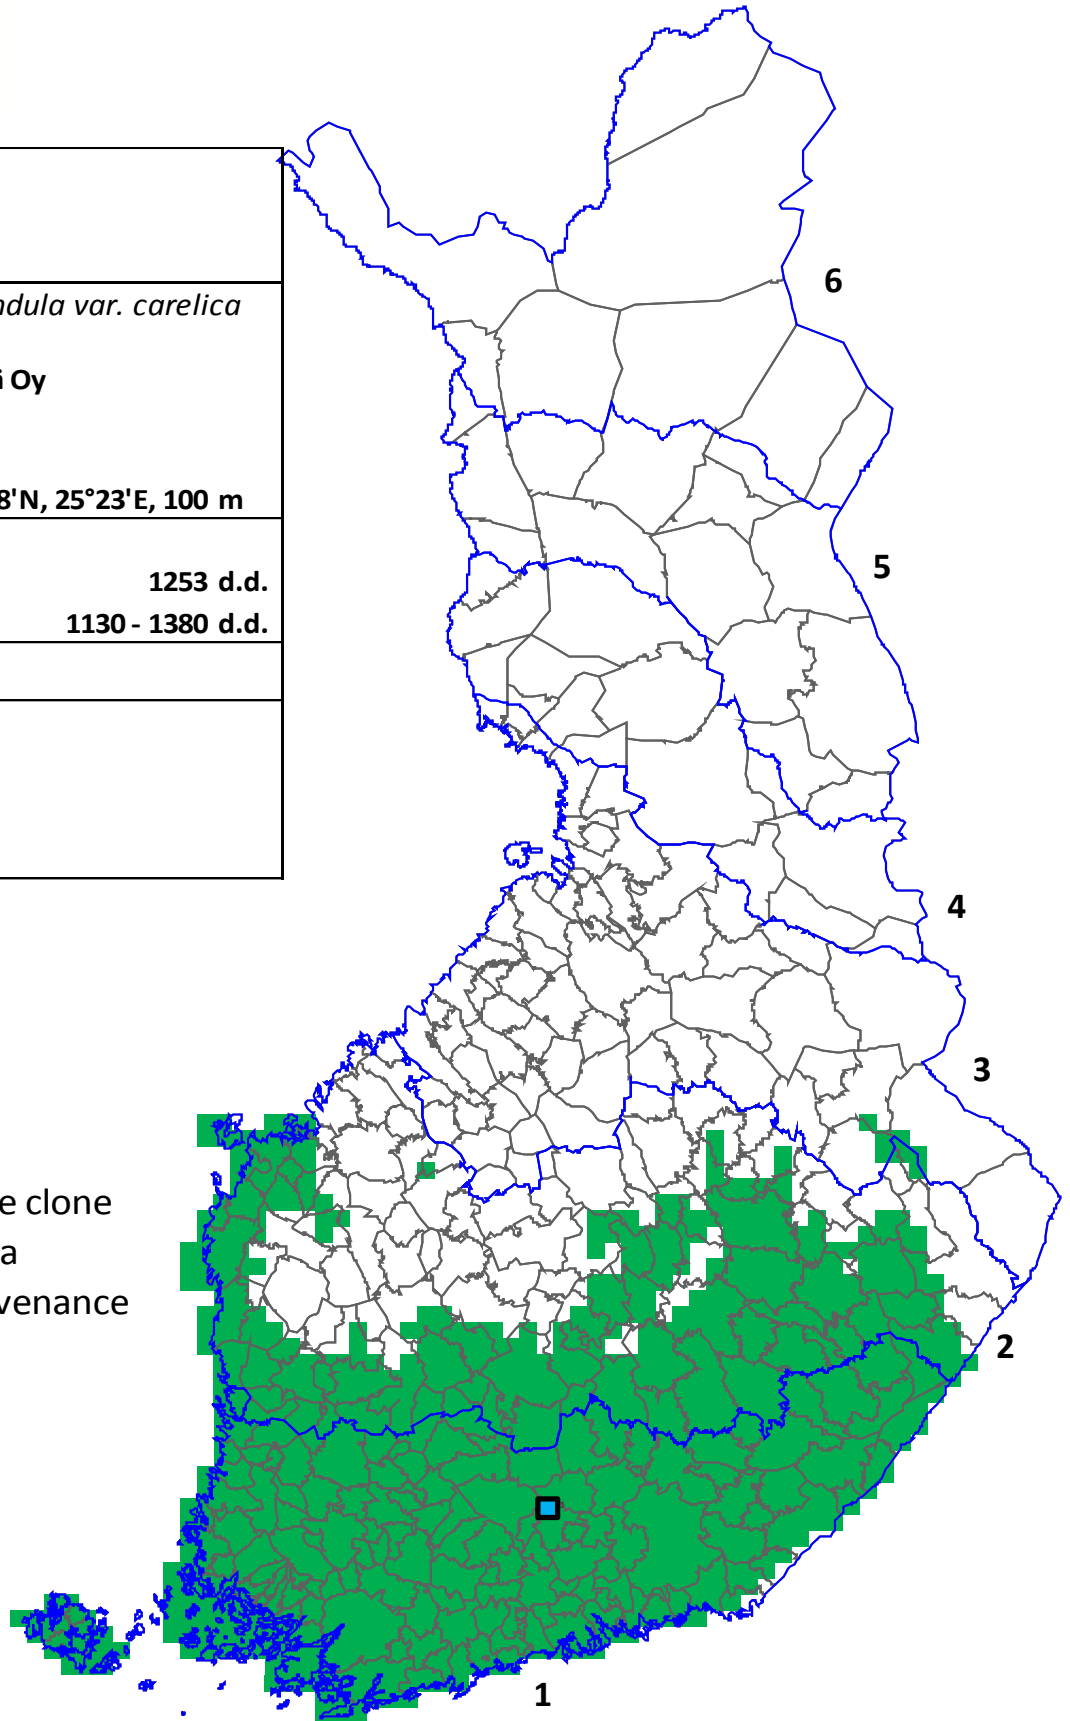 ndula var. carelica
Oy
8'N, 25°23'E, 100 m
1253 d.d.
1130 - 1380 d.d.
e clone
a
venance
6
5
4
3
2
1